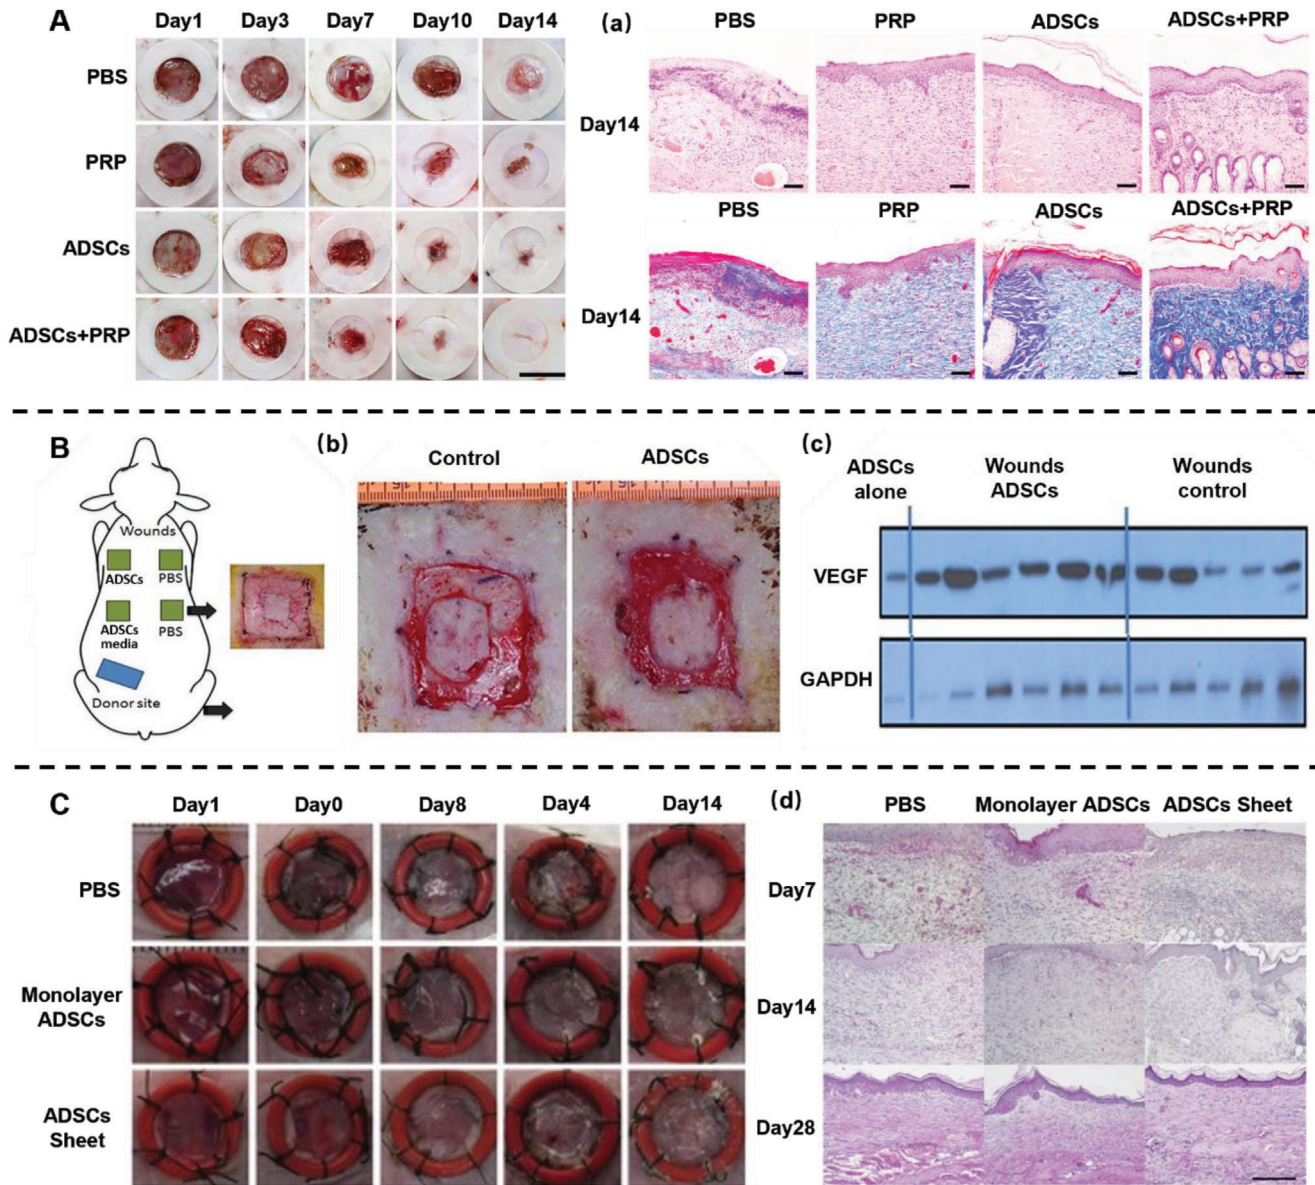 A
Day1 Day3 Day7 Day10 Day14
PBS
PRP
ADSCs
ADSCs+PRP
(a)
PBS PRP ADSCs ADSCs+PRP
Day14
PBS PRP ADSCs ADSCs+PRP
Day14
B
Wounds
ADSCs PBS
ADSCs
media
PBS
Donor site
(b)
Control ADSCs
(c)
ADSCs
alone
Wounds
ADSCs
Wounds
control
VEGF
GAPDH
C
Day1 Day0 Day8 Day4 Day14
PBS
Monolayer
ADSCs
ADSCs
Sheet
(d)
PBS Monolayer ADSCs ADSCs Sheet
Day7
Day14
Day28